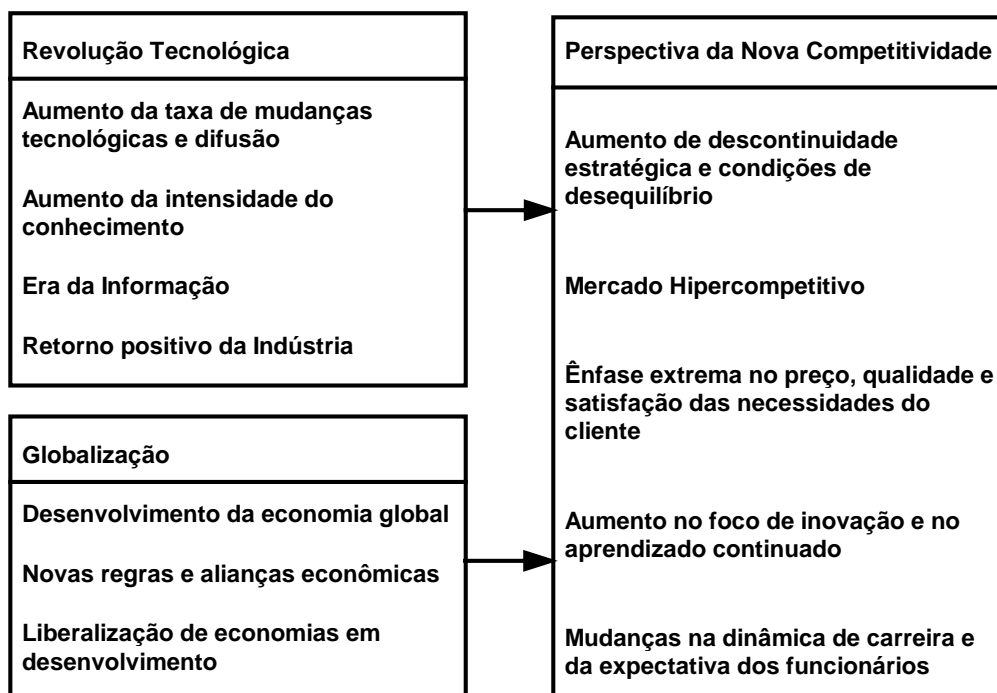 Revolução Tecnológica
Aumento da taxa de mudanças
tecnológicas e difusão
Aumento da intensidade do
conhecimento
Era da Informação
Retorno positivo da Indústria
Globalização
Desenvolvimento da economia global
Novas regras e alianças econômicas
Liberalização de economias em
desenvolvimento
Perspectiva da Nova Competitividade
Aumento de descontinuidade
estratégica e condições de
desequilíbrio
Mercado Hipercompetitivo
Ênfase extrema no preço, qualidade e
satisfação das necessidades do
cliente
Aumento no foco de inovação e no
aprendizado continuado
Mudanças na dinâmica de carreira e
da expectativa dos funcionários